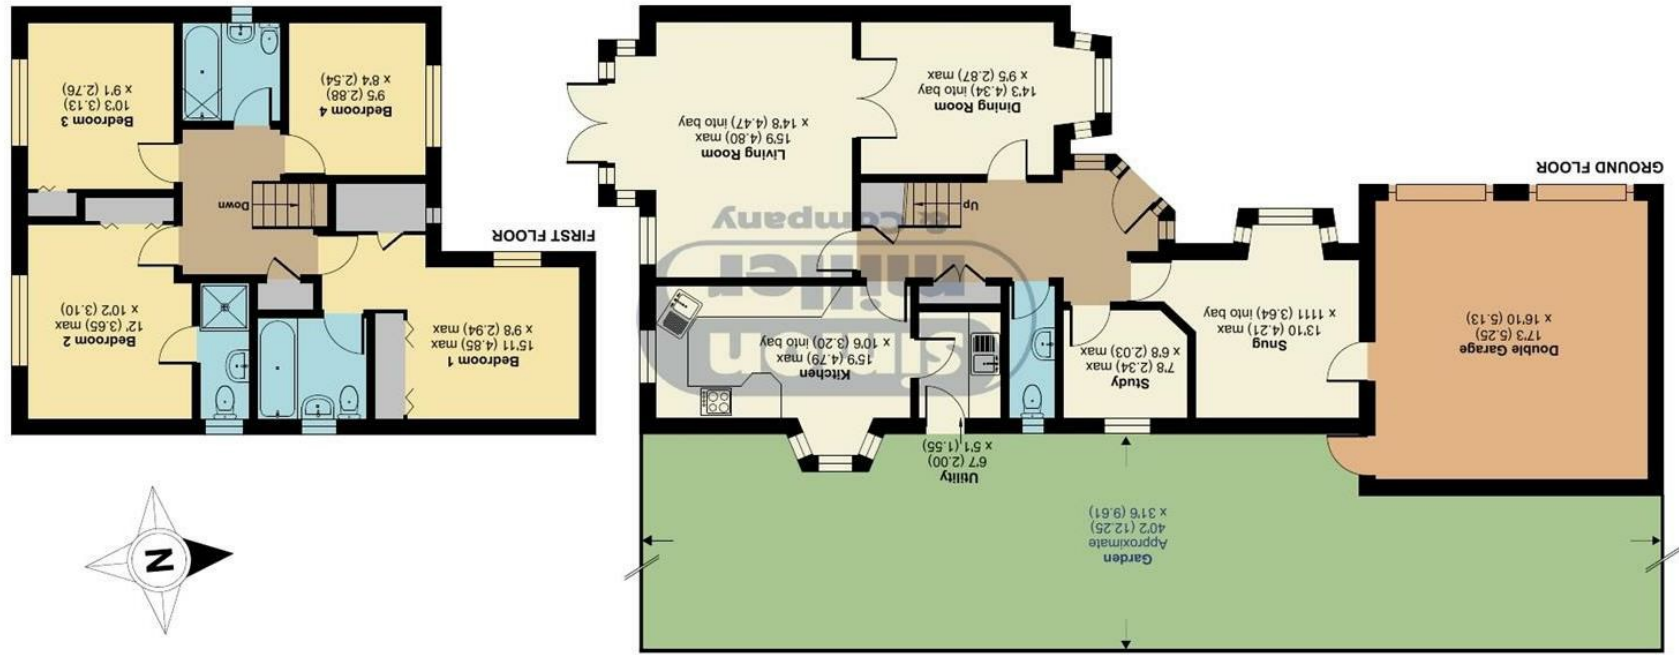 Garden
Approximate
40'2 (12.25)
x 31'6 (9.61)
Utility
6'7 (2.00)
x 5'1 (1.55)
Double Garage
17'3 (5.25)
x 16'10 (5.13)
Snug
13'10 (4.21) max
x 1111 (3.64) into bay
Study
7'8 (2.34) max
x 6'8 (2.03) max
Kitchen
15'9 (4.79) max
x 10'6 (3.20) into bay
simon
miller
& Company
Up
Living Room
15'9 (4.80) max
x 14'8 (4.47) into bay
Dining Room
14'3 (4.34) into bay
x 9'5 (2.87) max
GROUND FLOOR
N
Bedroom 1
15'11 (4.85) max
x 9'8 (2.94) max
Bedroom 2
12' (3.65) max
x 10'2 (3.10)
FIRST FLOOR
Down
Bedroom 4
9'5 (2.88)
x 8'4 (2.54)
Bedroom 3
10'3 (3.13)
x 9'1 (2.76)